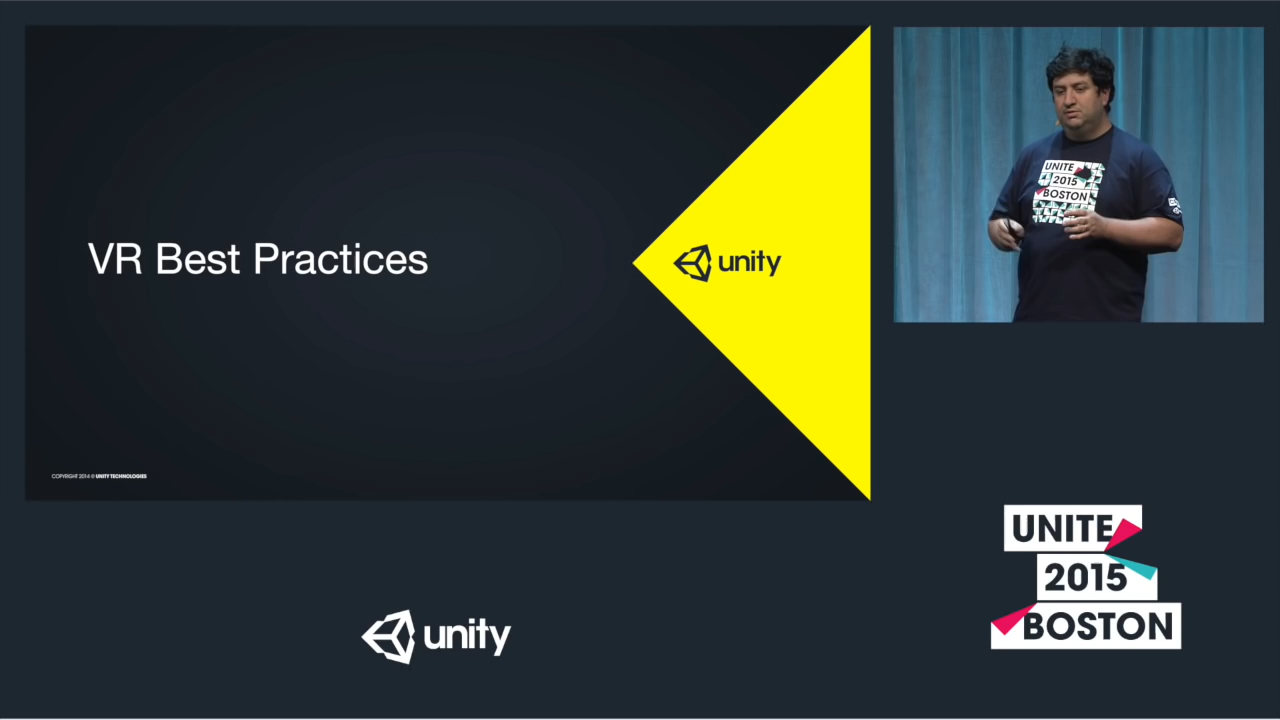 VR Best Practices
unity
COPYRIGHT 2014 © UNITY TECHNOLOGIES
UNITE
2015
BOSTON
unity
UNITE
2015
BOSTON